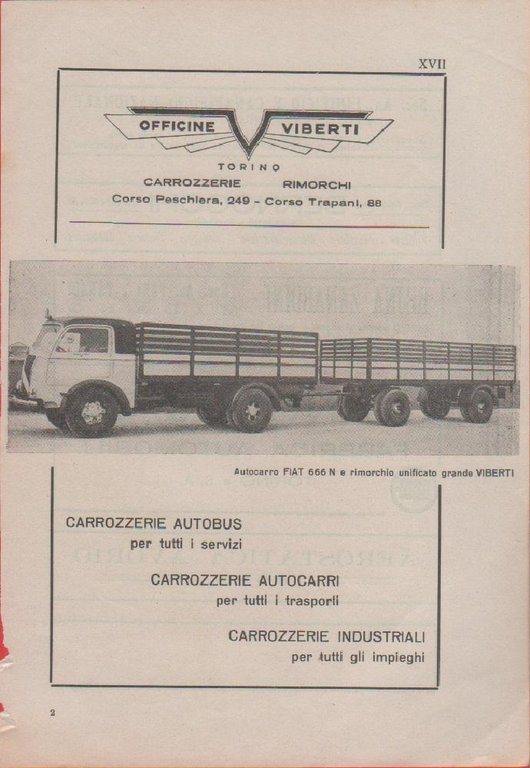 XVII
OFFICINE VIBERTI
TORINO
CARROZZERIE RIMORCHI
Corso Peschiera, 249 - Corso Trapani, 88
Autocarro FIAT 666 N e rimorchio unificato grande VIBERTI
CARROZZERIE AUTOBUS
per tutti i servizi
CARROZZERIE AUTOCARRI
per tutti i trasporli
CARROZZERIE INDUSTRIALI
per tutti gli impieghi
2